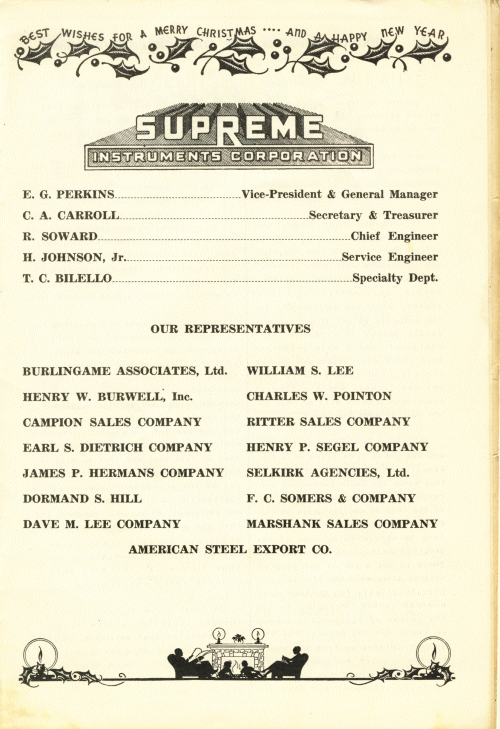 BEST WISHES FOR A MERRY CHRISTMAS .... AND A HAPPY NEW YEAR
SUPREME
INSTRUMENTS CORPORATION
E. G. PERKINS........Vice-President & General Manager
C. A. CARROLL........Secretary & Treasurer
R. SOWARD........Chief Engineer
H. JOHNSON, Jr.........Service Engineer
T. C. BILELLO........Specialty Dept.
OUR REPRESENTATIVES
BURLINGAME ASSOCIATES, Ltd. WILLIAM S. LEE
HENRY W. BURWELL, Inc. CHARLES W. POINTON
CAMPION SALES COMPANY RITTER SALES COMPANY
EARL S. DIETRICH COMPANY HENRY P. SEGEL COMPANY
JAMES P. HERMANS COMPANY SELKIRK AGENCIES, Ltd.
DORMAND S. HILL F. C. SOMERS & COMPANY
DAVE M. LEE COMPANY MARSHANK SALES COMPANY
AMERICAN STEEL EXPORT CO.